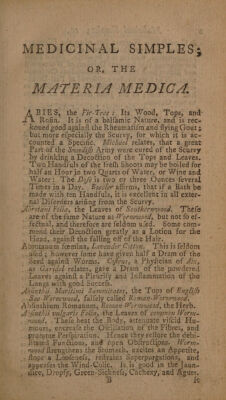 MEDICINAL SIMPLES;
OR, THE
MATERIA MEDICA.
ABIES, the Fir-Tree: Its Wood, Tops, and
Rosin. It is of a balsamic Nature, and is rec-
koned good against the Rheumatism and flying Gout;
but more especially the Scurvy, for which it is ac-
counted a Specific. Michael relates, that a great
Part of the Swedish Army were cured of the Scurvy
by drinking a Decoction of the Tops and Leaves.
Two Handfuls of the fresh Shoots may be boiled for
half an Hour in two Quarts of Water, or Wine and
Water: The Dose is two or three Ounces several
Times in a Day. affirms, that if a Bath be
made with ten Handfuls, it is excellent in all exter-
nal Disorders arising from the Scurvy.
Folia, the Leaves of Southernwood. These
are of the same Nature as Wormwood, but not so ef-
fectual, and therefore are seldom used. Some com-
mend their Decoction greatly as a Lotion for the
Head, against the falling off of the Hair.
Abrotanum fœmina, Lavender Cotton. This is seldom
used; however some have given half a Dram of the
Seed against Worms. a Physician of
as Garidel relates, gave a Dram of the powdered
Leaves against a Pleurisy and Inflammation of the
Lungs with good Success.
Absinthii Maritimi Summitates, the Tops of English
Sea Wormwood, falsely called Roman-Wormwood.
Absinthium Romanum, Roman Wormwood, the Herb.
Absinthii vulgaris Folia, the Leaves of common Worm-
wood. These heat the Body, attenuate viscid Hu-
mours, encrease the Oscillation of the Fibres, and
promote Perspiration. Hence they restore the debi-
litated Functions, and open Obstructions. Worm-
wood strengthens the Stomach, excites an Appetite,
stops a Looseness, restrains Superpurgations, and
appeases the Wind-Colic. Is is good in the Jaun-
dice, Dropsy, Green-Sickness, Cachexy, and Agues.
B It